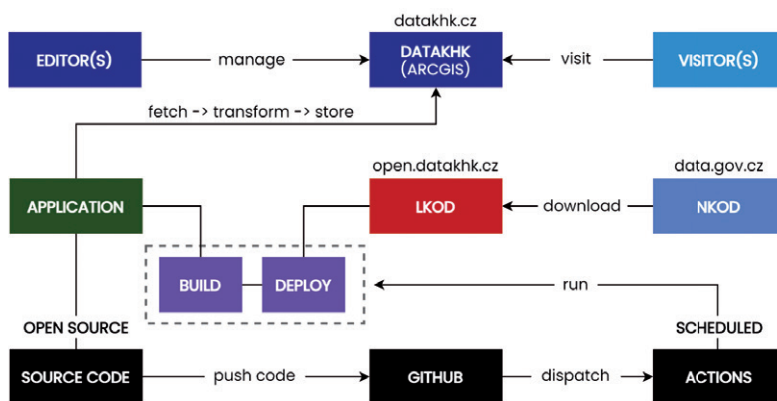 datakhk.cz
EDITOR(S)
manage
DATAKHK
(ARCGIS)
visit
VISITOR(S)
fetch -> transform -> store
open.datakhk.cz
data.gov.cz
APPLICATION
LKOD
download
NKOD
BUILD
DEPLOY
run
OPEN SOURCE
SCHEDULED
SOURCE CODE
push code
GITHUB
dispatch
ACTIONS